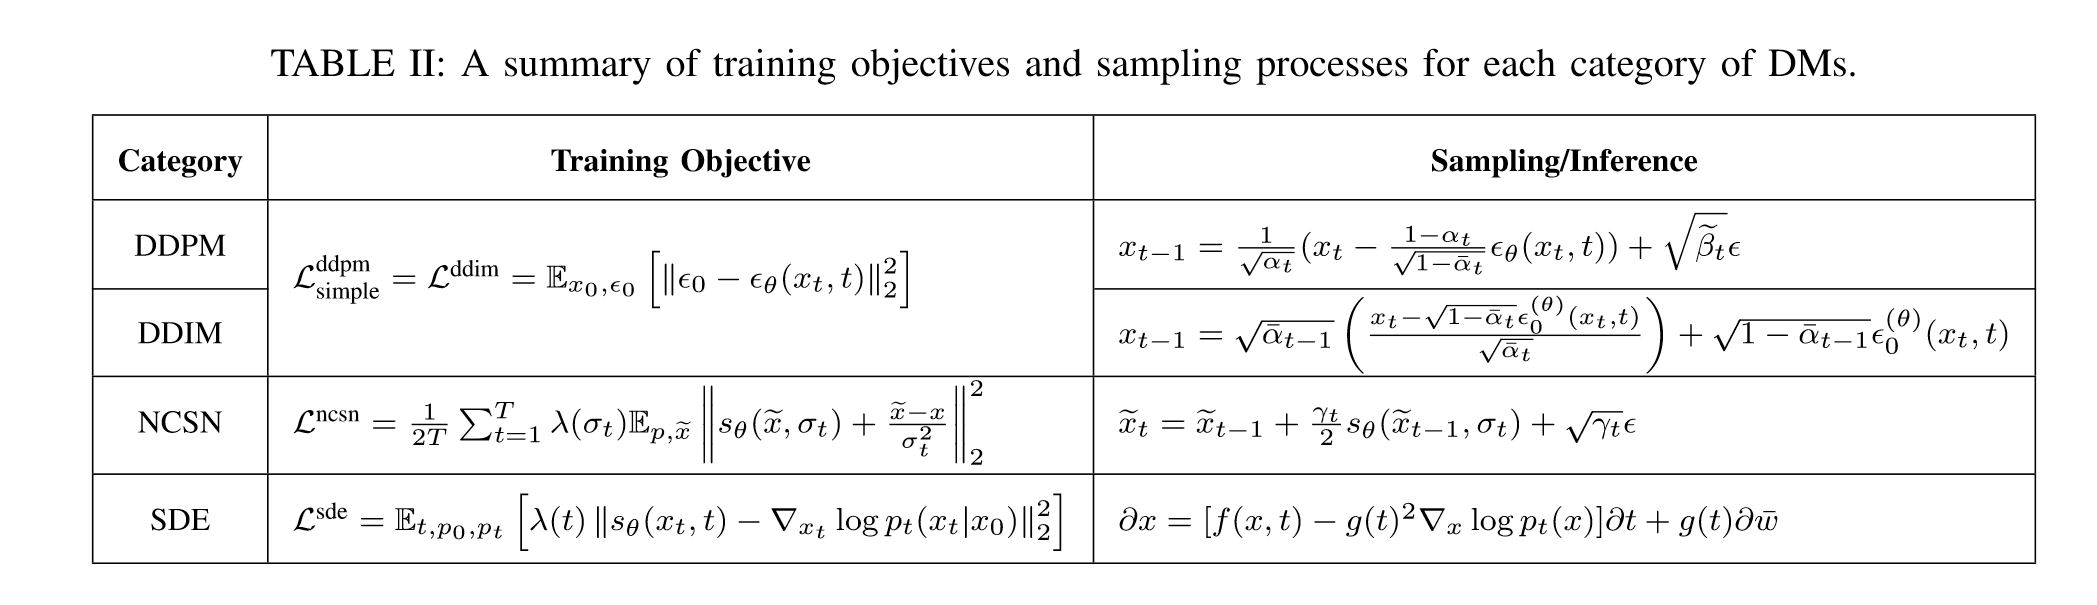 TABLE II: A summary of training objectives and sampling processes for each category of DMs.
Category Training Objective Sampling/Inference
DDPM $\mathcal{L}_{\text{simple}}^{\text{ddpm}} = \mathcal{L}^{\text{ddim}} = \mathbb{E}_{x_0,\epsilon_0} \left[ \| \epsilon_0 - \epsilon_\theta(x_t, t) \|_2^2 \right]$ $x_{t-1} = \frac{1}{\sqrt{\alpha_t}} (x_t - \frac{1-\alpha_t}{\sqrt{1-\bar{\alpha}_t}} \epsilon_\theta(x_t, t)) + \sqrt{\widetilde{\beta}_t} \epsilon$
DDIM $x_{t-1} = \sqrt{\bar{\alpha}_{t-1}} \left( \frac{x_t - \sqrt{1-\bar{\alpha}_t} \epsilon_0^{(\theta)}(x_t,t)}{\sqrt{\bar{\alpha}_t}} \right) + \sqrt{1-\bar{\alpha}_{t-1}} \epsilon_0^{(\theta)}(x_t, t)$
NCSN $\mathcal{L}^{\text{ncsn}} = \frac{1}{2T} \sum_{t=1}^{T} \lambda(\sigma_t) \mathbb{E}_{p,\widetilde{x}} \left\| s_\theta(\widetilde{x}, \sigma_t) + \frac{\widetilde{x}-x}{\sigma_t^2} \right\|_2^2$ $\widetilde{x}_t = \widetilde{x}_{t-1} + \frac{\gamma_t}{2} s_\theta(\widetilde{x}_{t-1}, \sigma_t) + \sqrt{\gamma_t} \epsilon$
SDE $\mathcal{L}^{\text{sde}} = \mathbb{E}_{t,p_0,p_t} \left[ \lambda(t) \| s_\theta(x_t, t) - \nabla_{x_t} \log p_t(x_t|x_0) \|_2^2 \right]$ $\partial x = [f(x, t) - g(t)^2 \nabla_x \log p_t(x)] \partial t + g(t) \partial \bar{w}$